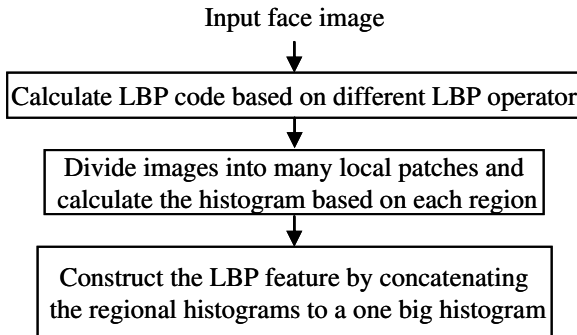 Input face image
Calculate LBP code based on different LBP operator
Divide images into many local patches and
calculate the histogram based on each region
Construct the LBP feature by concatenating
the regional histograms to a one big histogram